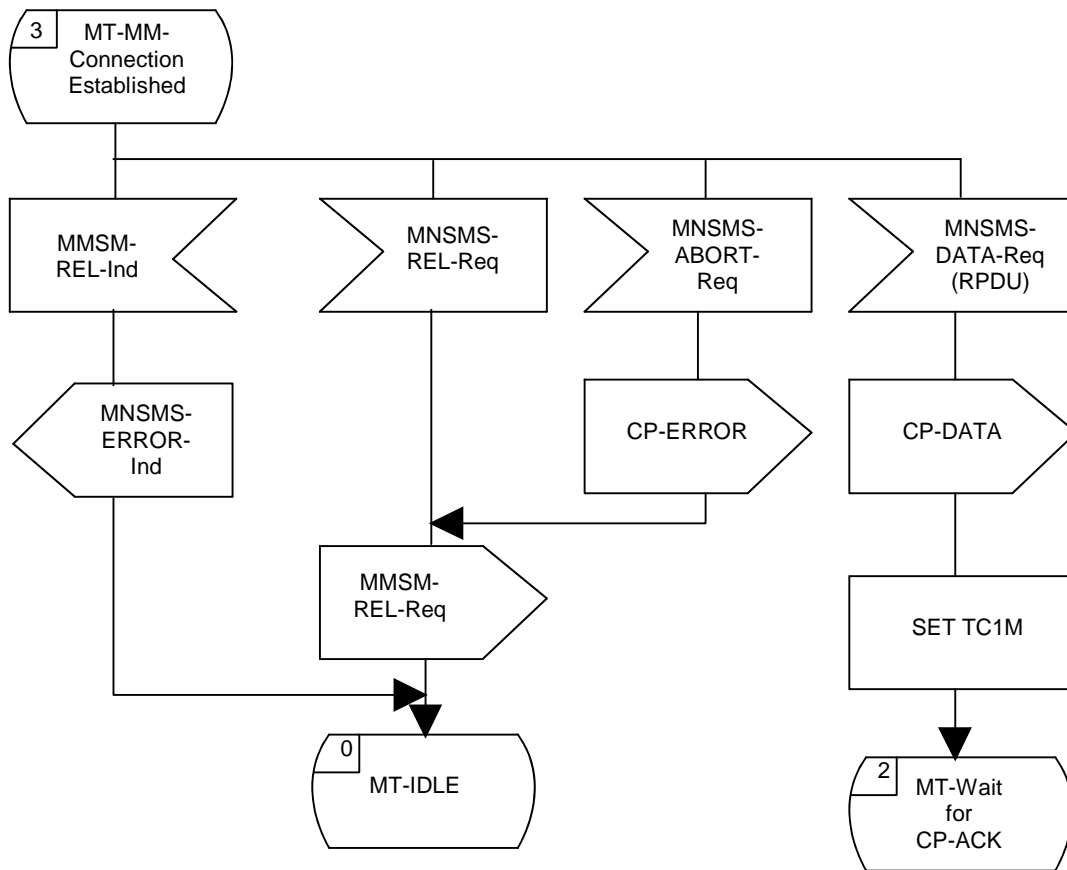 3
MT-MM-
Connection
Established
MMSM-
REL-Ind
MNSMS-
REL-Req
MNSMS-
ABORT-
Req
MNSMS-
DATA-Req
(RPDU)
MNSMS-
ERROR-
Ind
CP-ERROR
CP-DATA
MMSM-
REL-Req
SET TC1M
0
MT-IDLE
2
MT-Wait
for
CP-ACK